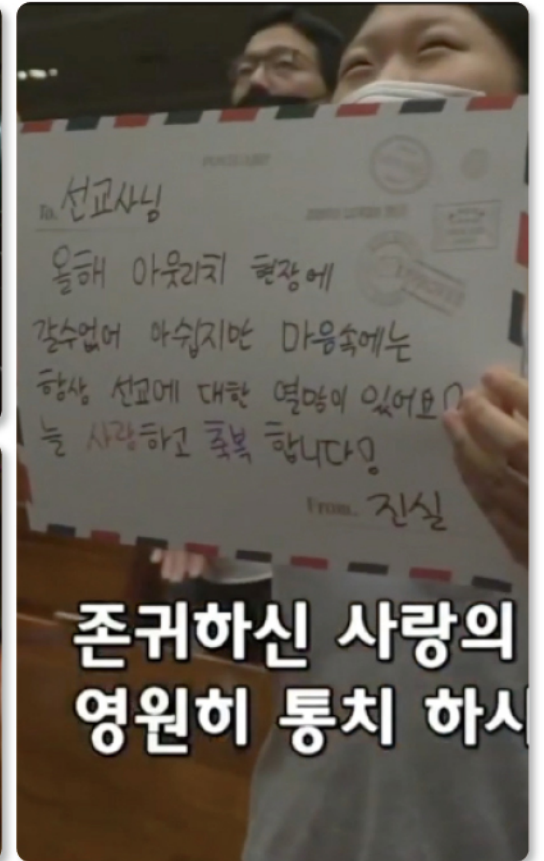 To. 선교사님
올해 아웃리치 현장에
갈수없어 아쉽지만 마음속에는
항상 선교에 대한 열망이 있어요
늘 사랑하고 축복 합니다!
From. 진실
존귀하신 사랑의
영원히 통치 하시